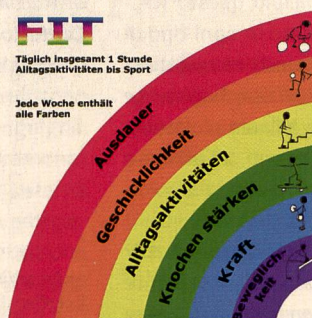 FIT
Täglich insgesamt 1 Stunde
Alltagsaktivitäten bis Sport
Jede Woche enthält
alle Farben
Ausdauer
Geschicklichkeit
Alltagsaktivitäten
Knochen stärken
Kraft
Beweglich-
keit